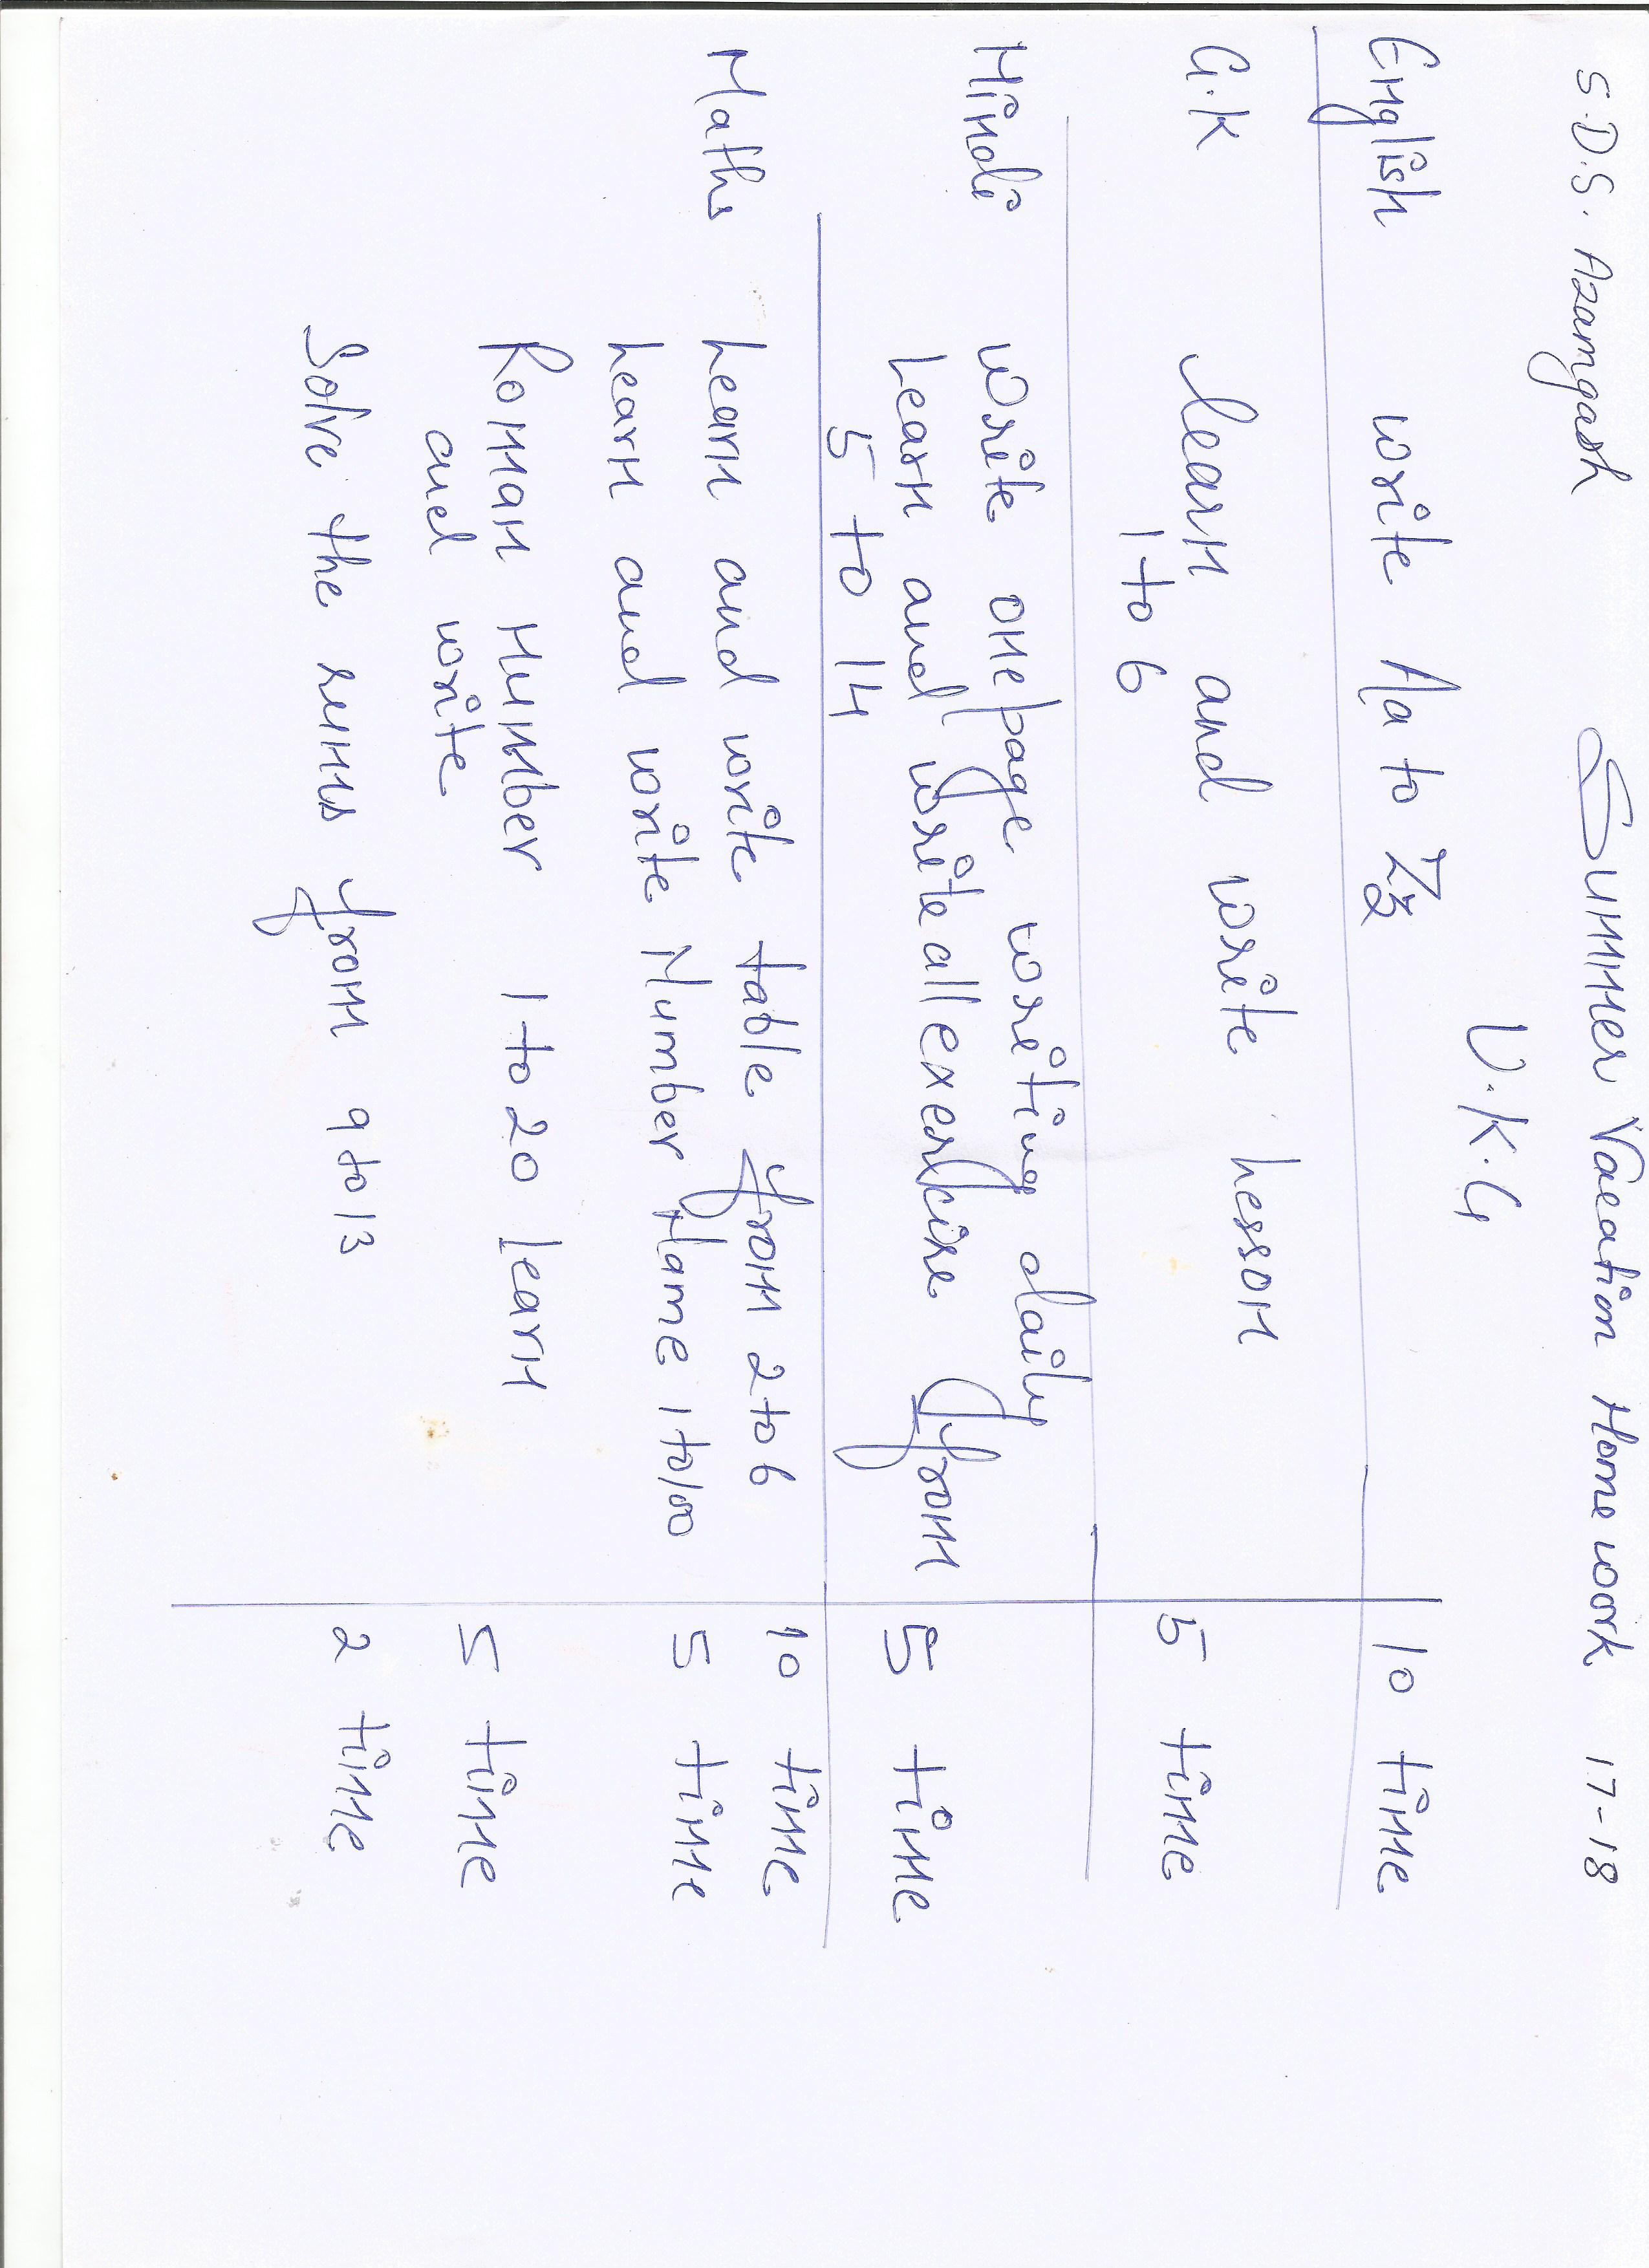 S.D.S. Azamgash Summer Vacation Home work 17-18
U.K.G
English write Aa to Zz 10 time
G.K learn and write Lesson
1 to 6 5 time
Hindi Write one page writing daily
Learn and write all exercise from 5 time
5 to 14
Maths Learn and write table from 2 to 6 10 time
Learn and write Number Name 1 to 100 5 time
Roman Number 1 to 20 learn
and write 5 time
Solve the sums from 9 to 13 2 time